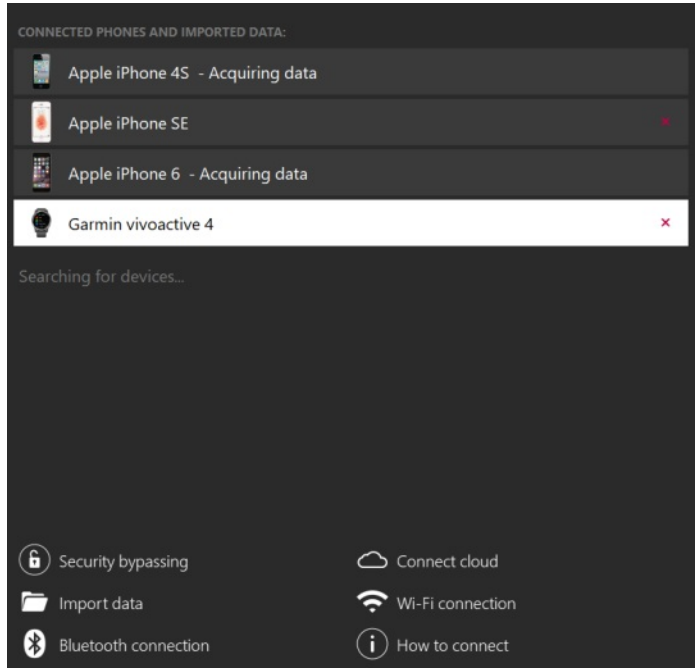 CONNECTED PHONES AND IMPORTED DATA:
Apple iPhone 4S - Acquiring data
Apple iPhone SE
Apple iPhone 6 - Acquiring data
Garmin vivoactive 4
Searching for devices...
Security bypassing
Connect cloud
Import data
Wi-Fi connection
Bluetooth connection
How to connect